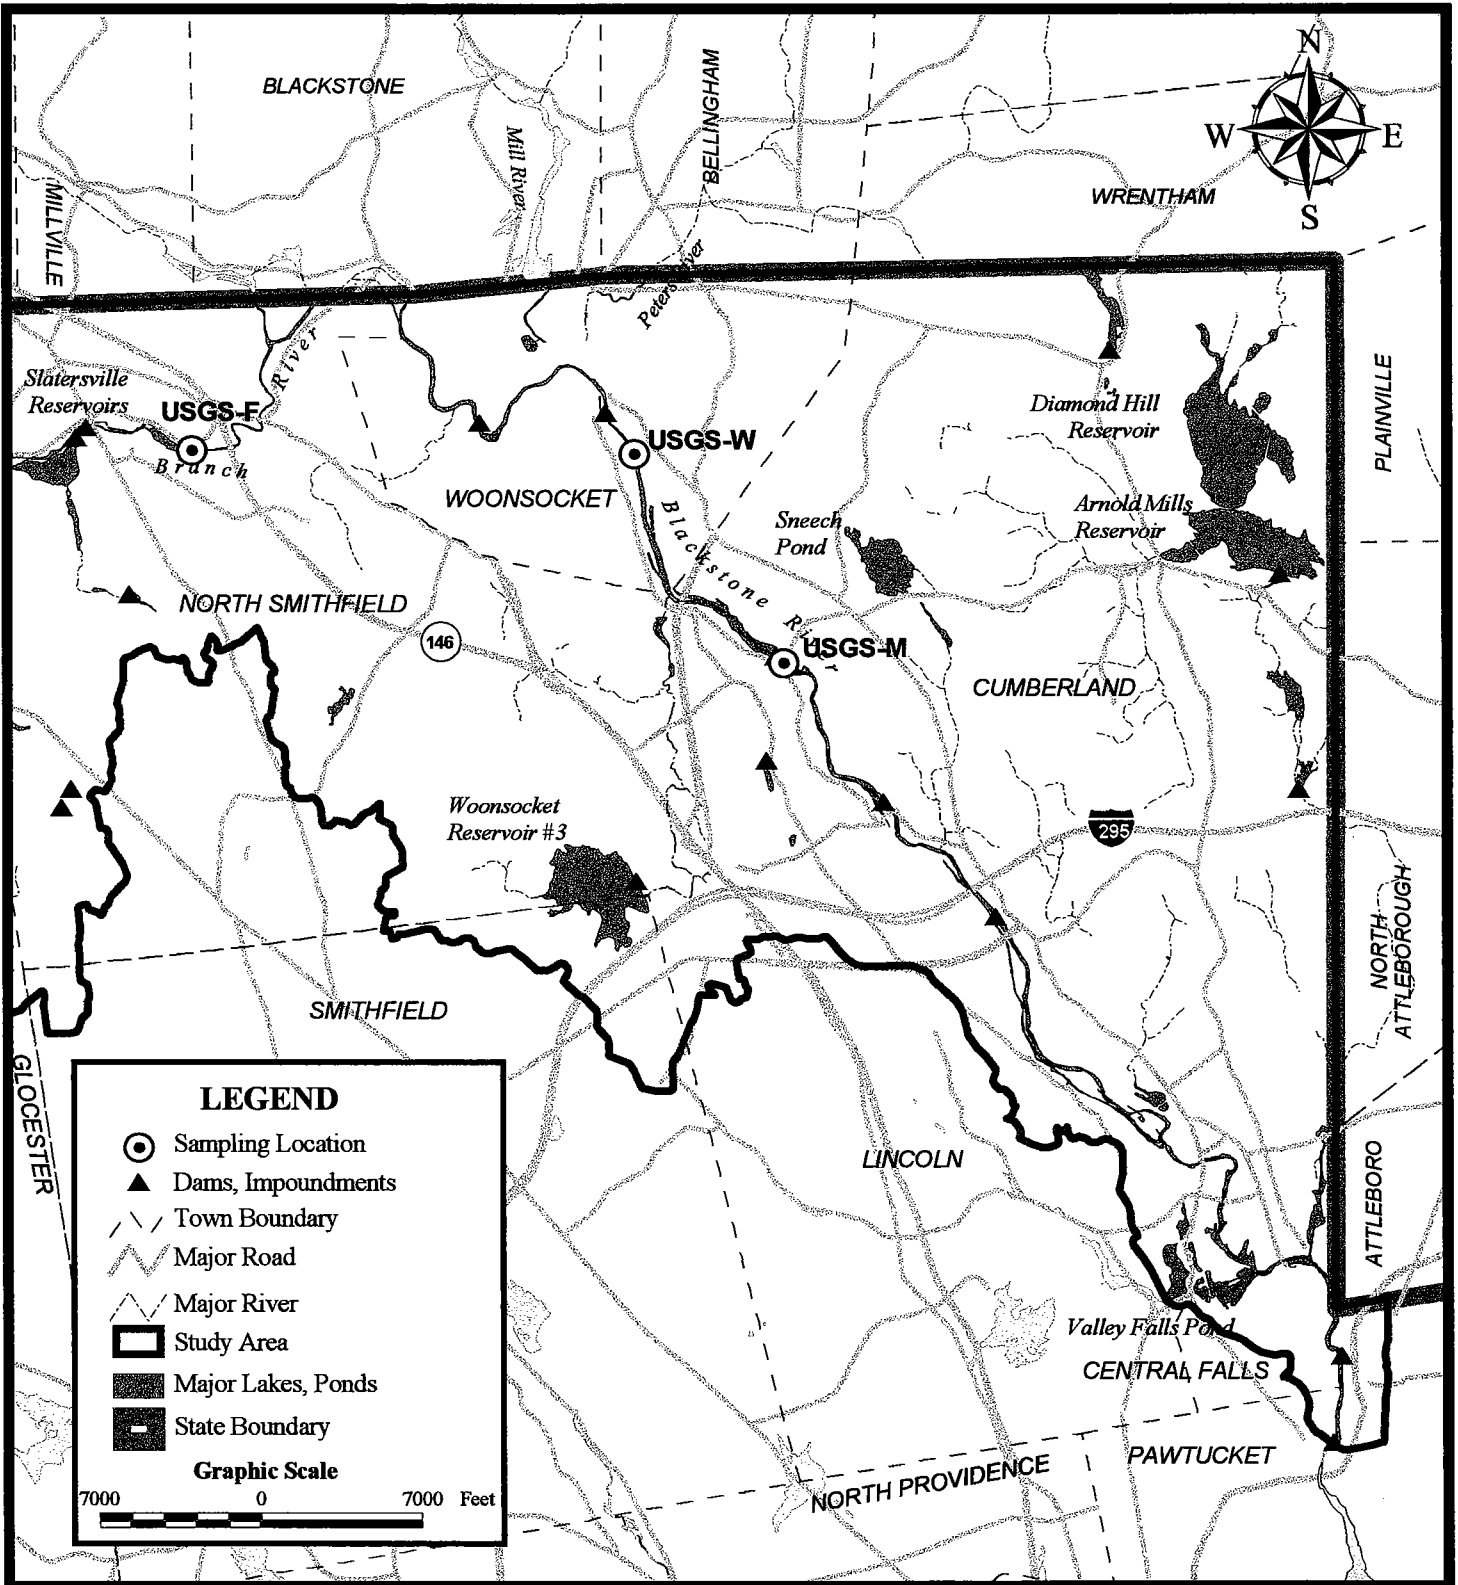 N
BLACKSTONE
BELLINGHAM
Mill River
W
E
MILLVILLE
WRENTHAM
S
Peters River
River
Slatersville
Reservoirs
USGS-F
Branch
PLAINVILLE
Diamond Hill
Reservoir
USGS-W
WOONSOCKET
Blackstone River
Sneech
Pond
Arnold Mills
Reservoir
NORTH SMITHFIELD
146
USGS-M
CUMBERLAND
Woonsocket
Reservoir #3
295
NORTH
ATTLEBOROUGH
SMITHFIELD
GLOCESTER
LINCOLN
ATTLEBORO
Valley Falls Pond
CENTRAL FALLS
PAWTUCKET
NORTH PROVIDENCE
LEGEND
Sampling Location
Dams, Impoundments
Town Boundary
Major Road
Major River
Study Area
Major Lakes, Ponds
State Boundary
Graphic Scale
7000 0 7000 Feet